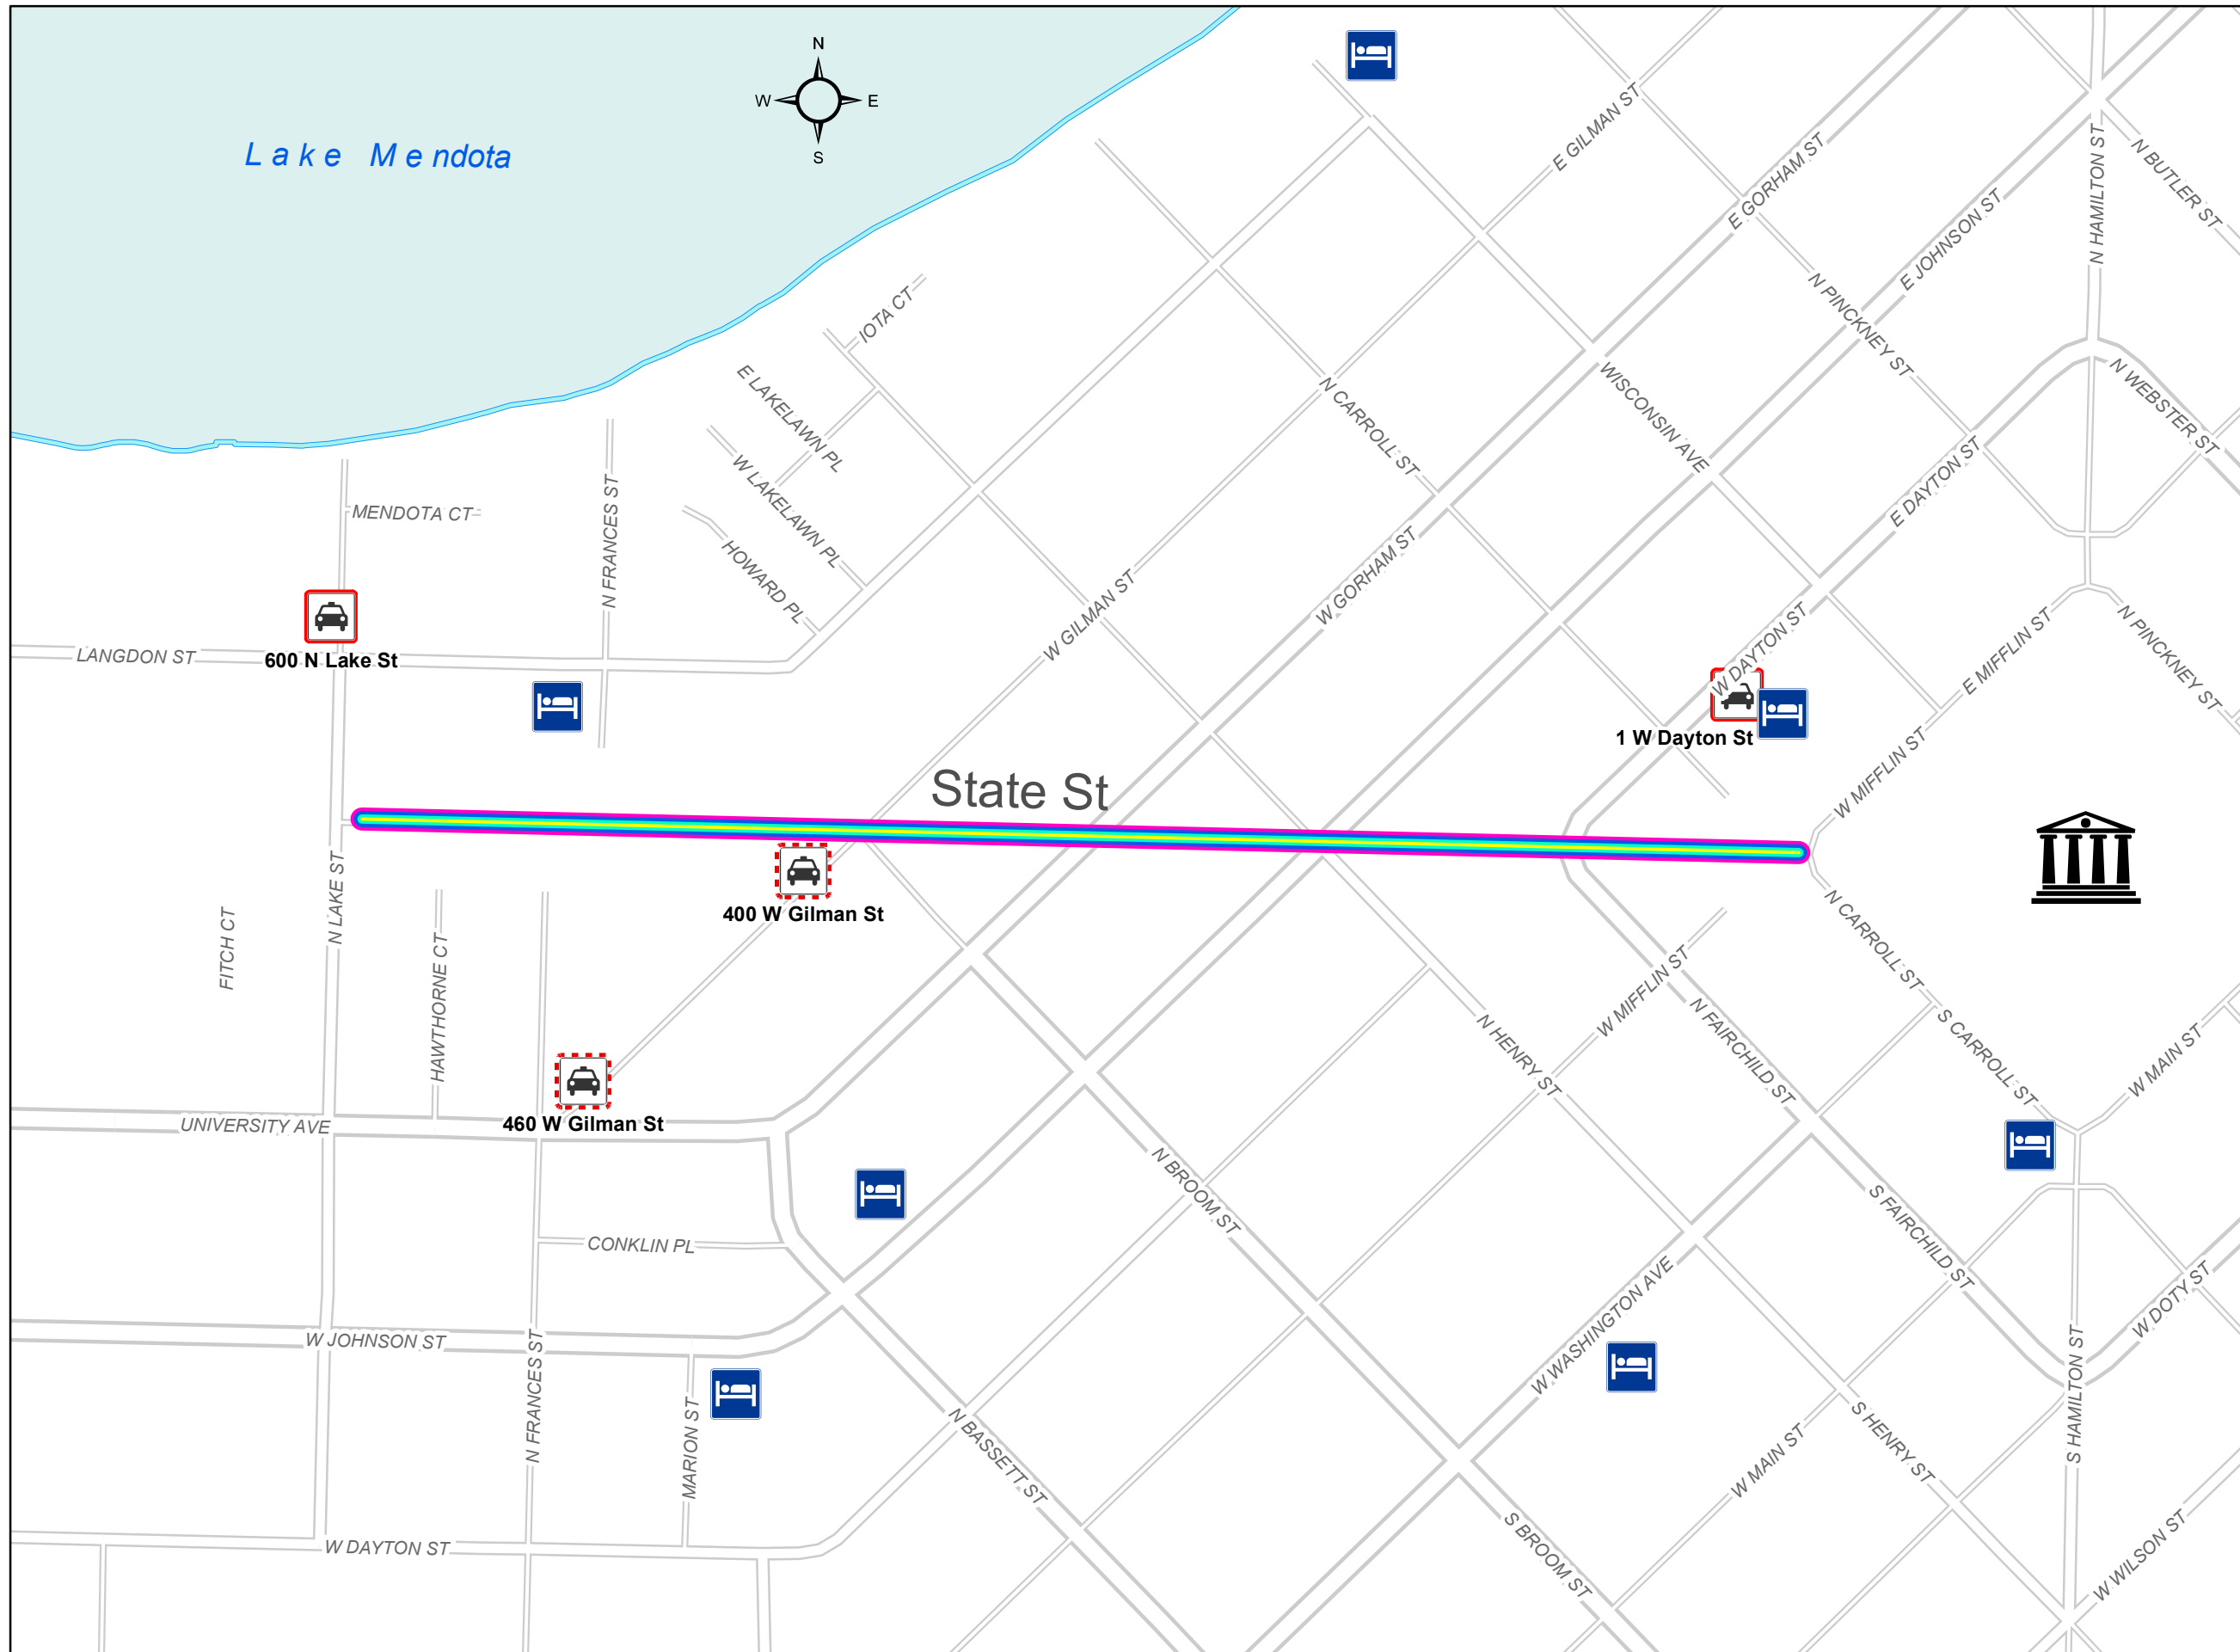 N
W
E
S
Lake Mendota
E GILMAN ST
E GORHAM ST
N HAMILTON ST
N BUTLER ST
E JOHNSON ST
N PINCKNEY ST
IOTA CT
E LAKELAWN PL
N CARROLL ST
WISCONSIN AVE
N WEBSTER ST
E DAYTON ST
W LAKELAWN PL
MENDOTA CT
N FRANCES ST
HOWARD PL
W GILMAN ST
W GORHAM ST
LANGDON ST
600 N Lake St
W DAYTON ST
E MIFFLIN ST
N PINCKNEY ST
1 W Dayton St
W MIFFLIN ST
State St
N LAKE ST
400 W Gilman St
FITCH CT
HAWTHORNE CT
N CARROLL ST
W MIFFLIN ST
N FAIRCHILD ST
N HENRY ST
S CARROLL ST
W MAIN ST
UNIVERSITY AVE
460 W Gilman St
N BROOM ST
CONKLIN PL
S FAIRCHILD ST
W WASHINGTON AVE
W DOTY ST
W JOHNSON ST
N FRANCES ST
MARION ST
N BASSETT ST
S HAMILTON ST
W MAIN ST
S HENRY ST
W DAYTON ST
S BROOM ST
W WILSON ST